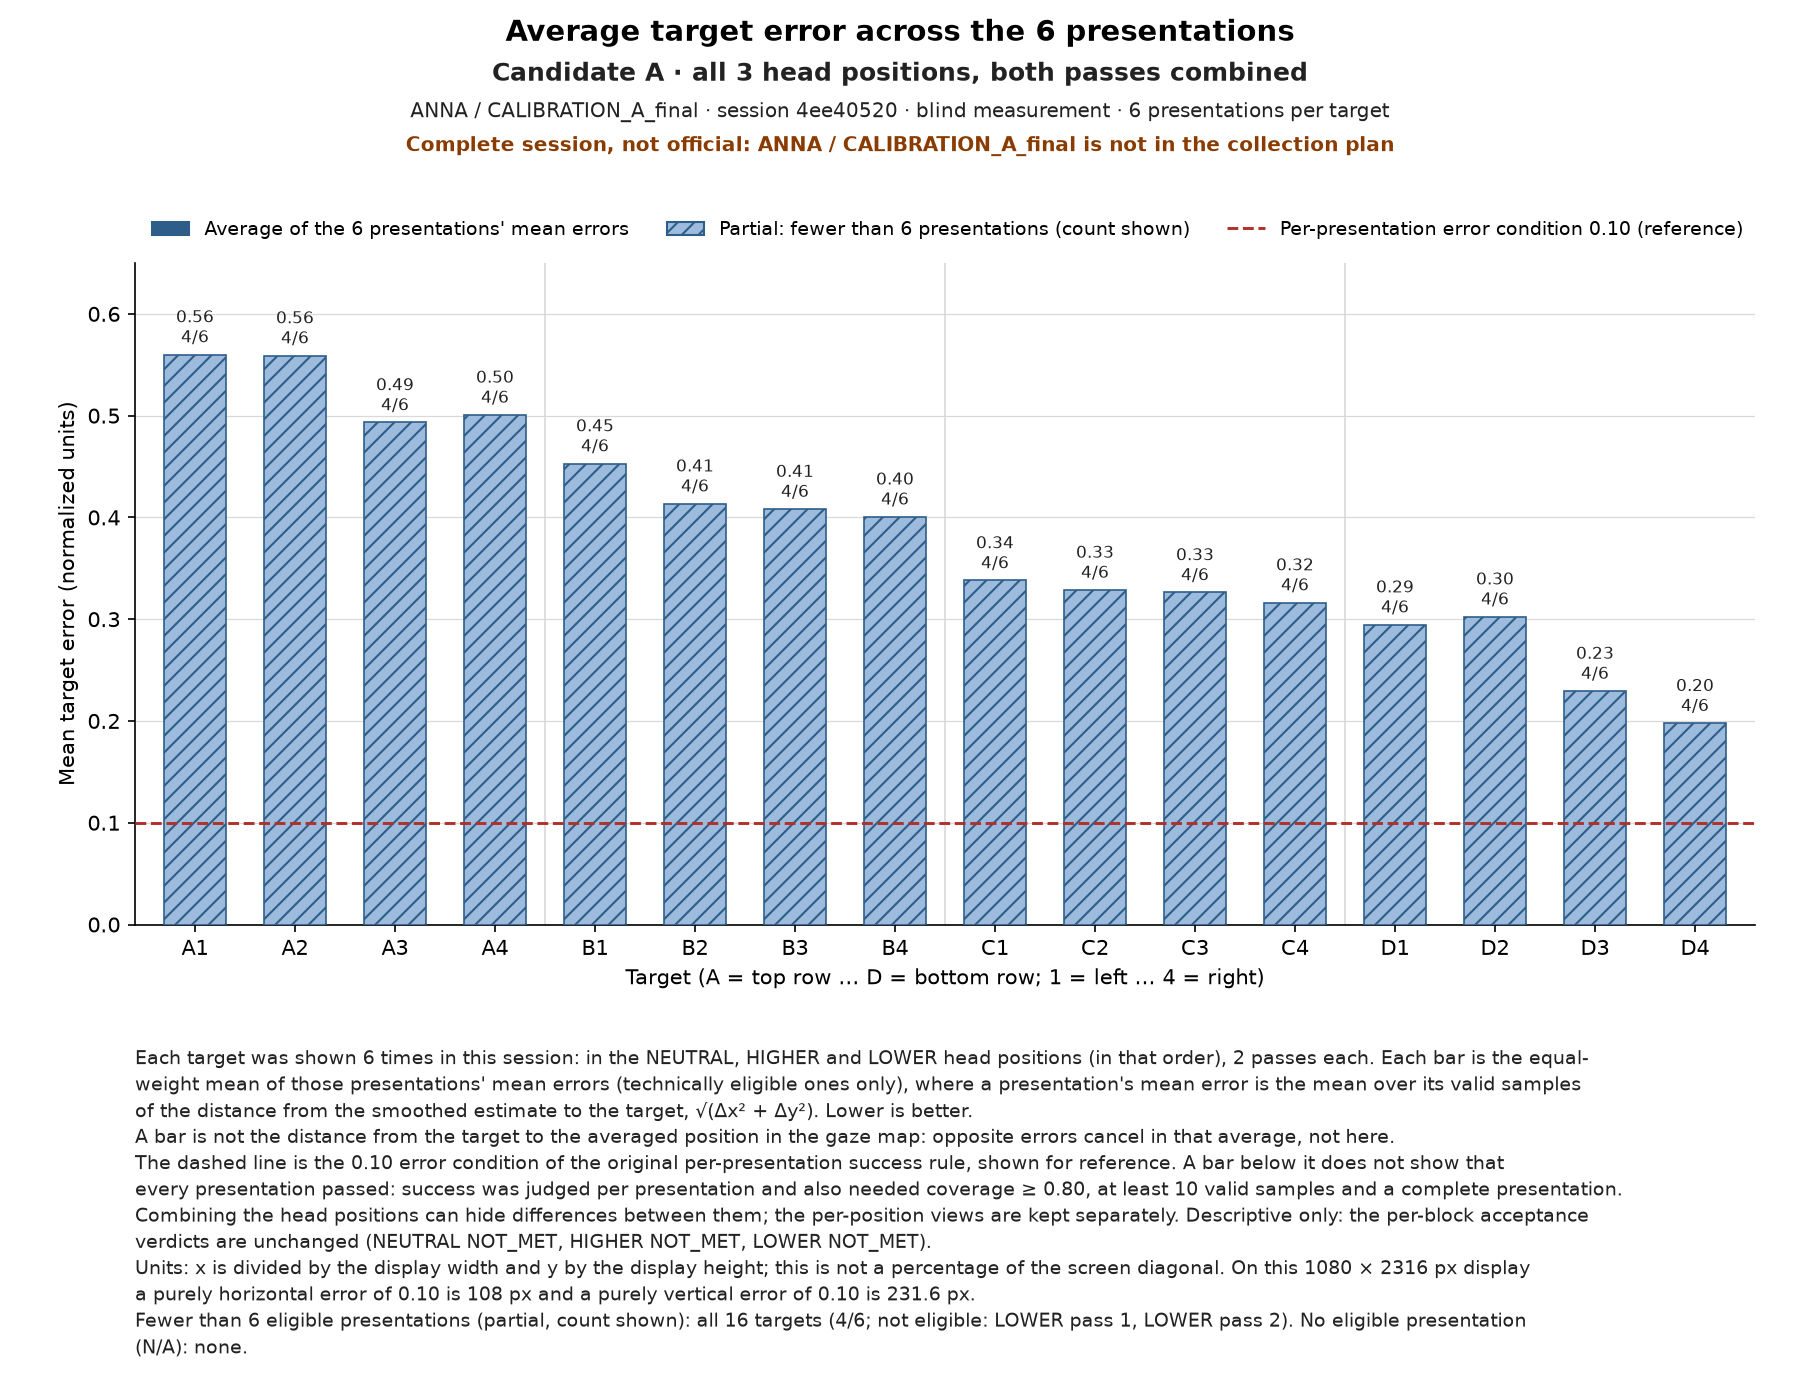 Average target error across the 6 presentations
Candidate A · all 3 head positions, both passes combined
ANNA / CALIBRATION_A_final · session 4ee40520 · blind measurement · 6 presentations per target
Complete session, not official: ANNA / CALIBRATION_A_final is not in the collection plan
Average of the 6 presentations' mean errors
Partial: fewer than 6 presentations (count shown)
Per-presentation error condition 0.10 (reference)
Mean target error (normalized units)
0.6
0.5
0.4
0.3
0.2
0.1
0.0
0.56
4/6
0.56
4/6
0.49
4/6
0.50
4/6
0.45
4/6
0.41
4/6
0.41
4/6
0.40
4/6
0.34
4/6
0.33
4/6
0.33
4/6
0.32
4/6
0.29
4/6
0.30
4/6
0.23
4/6
0.20
4/6
A1 A2 A3 A4 B1 B2 B3 B4 C1 C2 C3 C4 D1 D2 D3 D4
Target (A = top row ... D = bottom row; 1 = left ... 4 = right)
Each target was shown 6 times in this session: in the NEUTRAL, HIGHER and LOWER head positions (in that order), 2 passes each. Each bar is the equal-
weight mean of those presentations' mean errors (technically eligible ones only), where a presentation's mean error is the mean over its valid samples
of the distance from the smoothed estimate to the target, √(Δx² + Δy²). Lower is better.
A bar is not the distance from the target to the averaged position in the gaze map: opposite errors cancel in that average, not here.
The dashed line is the 0.10 error condition of the original per-presentation success rule, shown for reference. A bar below it does not show that
every presentation passed: success was judged per presentation and also needed coverage ≥ 0.80, at least 10 valid samples and a complete presentation.
Combining the head positions can hide differences between them; the per-position views are kept separately. Descriptive only: the per-block acceptance
verdicts are unchanged (NEUTRAL NOT_MET, HIGHER NOT_MET, LOWER NOT_MET).
Units: x is divided by the display width and y by the display height; this is not a percentage of the screen diagonal. On this 1080 × 2316 px display
a purely horizontal error of 0.10 is 108 px and a purely vertical error of 0.10 is 231.6 px.
Fewer than 6 eligible presentations (partial, count shown): all 16 targets (4/6; not eligible: LOWER pass 1, LOWER pass 2). No eligible presentation
(N/A): none.